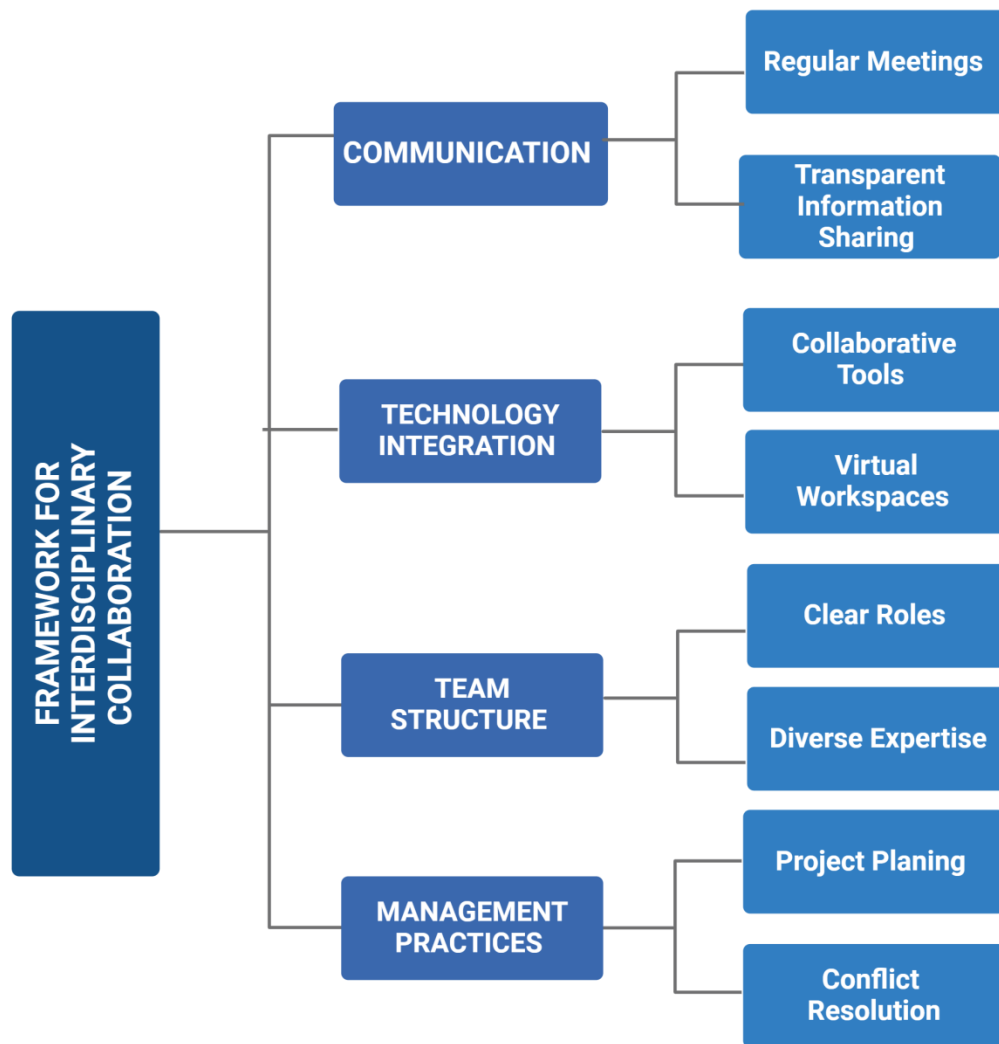 FRAMEWORK FOR
INTERDISCIPLINARY
COLLABORATION
COMMUNICATION
Regular Meetings
Transparent
Information
Sharing
TECHNOLOGY
INTEGRATION
Collaborative
Tools
Virtual
Workspaces
TEAM
STRUCTURE
Clear Roles
Diverse Expertise
MANAGEMENT
PRACTICES
Project Planing
Conflict
Resolution